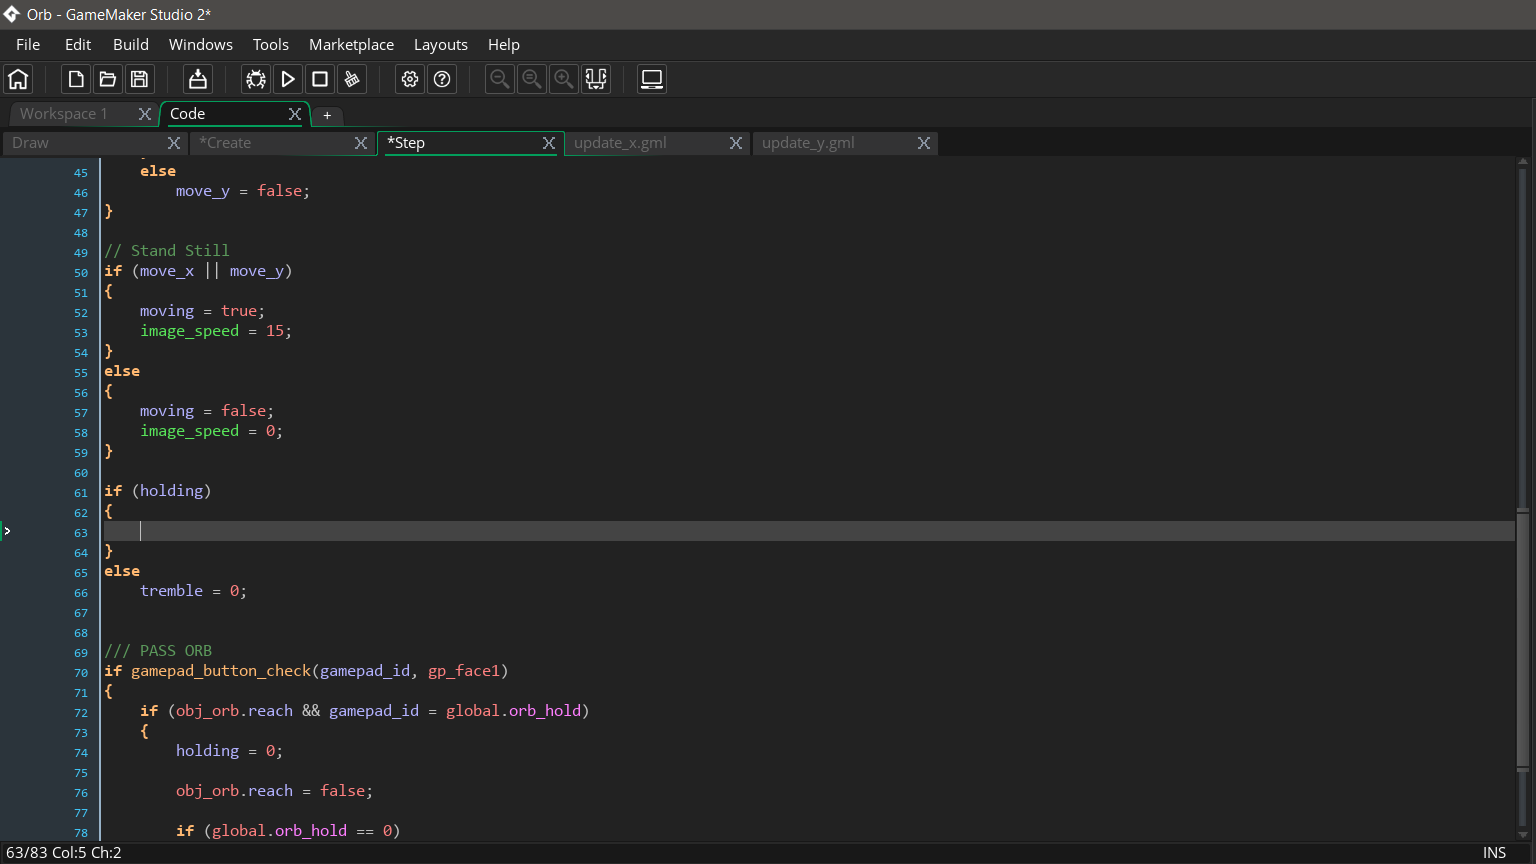 Orb - GameMaker Studio 2*
File Edit Build Windows Tools Marketplace Layouts Help
Workspace 1 X Code X +
Draw X *Create X *Step X update_x.gml X update_y.gml X
45 else
46 move_y = false;
47 }
48
49 // Stand Still
50 if (move_x || move_y)
51 {
52 moving = true;
53 image_speed = 15;
54 }
55 else
56 {
57 moving = false;
58 image_speed = 0;
59 }
60
61 if (holding)
62 {
> 63
64 }
65 else
66 tremble = 0;
67
68
69 /// PASS ORB
70 if gamepad_button_check(gamepad_id, gp_face1)
71 {
72 if (obj_orb.reach && gamepad_id = global.orb_hold)
73 {
74 holding = 0;
75
76 obj_orb.reach = false;
77
78 if (global.orb_hold == 0)
63/83 Col:5 Ch:2 INS